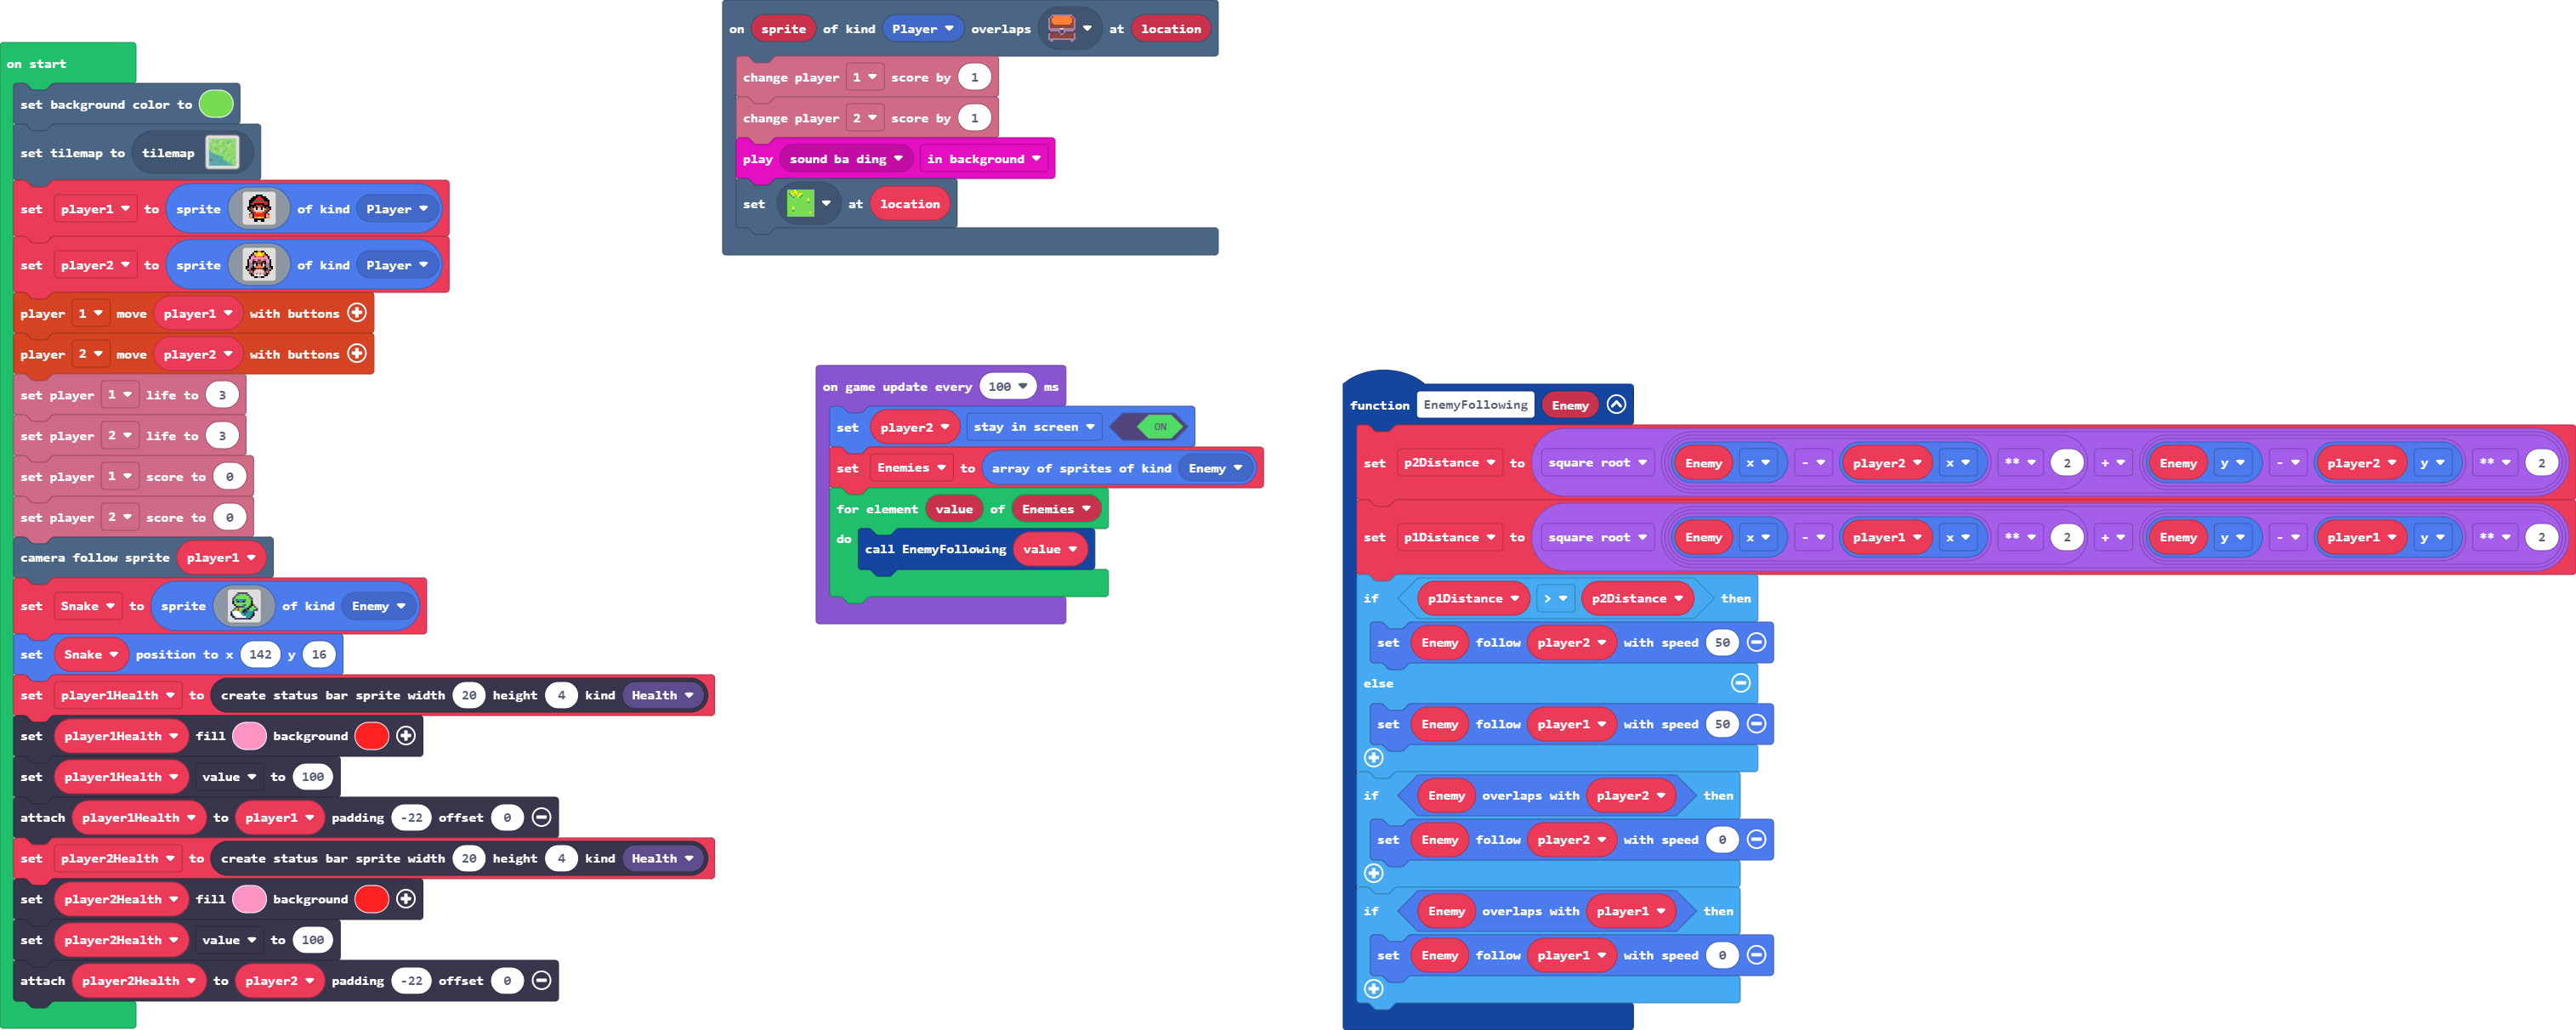 on start
set background color to
set tilemap to tilemap
set player1 to sprite of kind Player
set player2 to sprite of kind Player
player 1 move player1 with buttons
player 2 move player2 with buttons
set player 1 life to 3
set player 2 life to 3
set player 1 score to 0
set player 2 score to 0
camera follow sprite player1
set Snake to sprite of kind Enemy
set Snake position to x 142 y 16
set player1Health to create status bar sprite width 20 height 4 kind Health
set player1Health fill background
set player1Health value to 100
attach player1Health to player1 padding -22 offset 0
set player2Health to create status bar sprite width 20 height 4 kind Health
set player2Health fill background
set player2Health value to 100
attach player2Health to player2 padding -22 offset 0
on sprite of kind Player overlaps at location
change player 1 score by 1
change player 2 score by 1
play sound ba ding in background
set at location
on game update every 100 ms
set player2 stay in screen ON
set Enemies to array of sprites of kind Enemy
for element value of Enemies
do call EnemyFollowing value
function EnemyFollowing Enemy
set p2Distance to square root Enemy x - player2 x ** 2 + Enemy y - player2 y ** 2
set p1Distance to square root Enemy x - player1 x ** 2 + Enemy y - player1 y ** 2
if p1Distance > p2Distance then
set Enemy follow player2 with speed 50
else
set Enemy follow player1 with speed 50
if Enemy overlaps with player2 then
set Enemy follow player2 with speed 0
if Enemy overlaps with player1 then
set Enemy follow player1 with speed 0